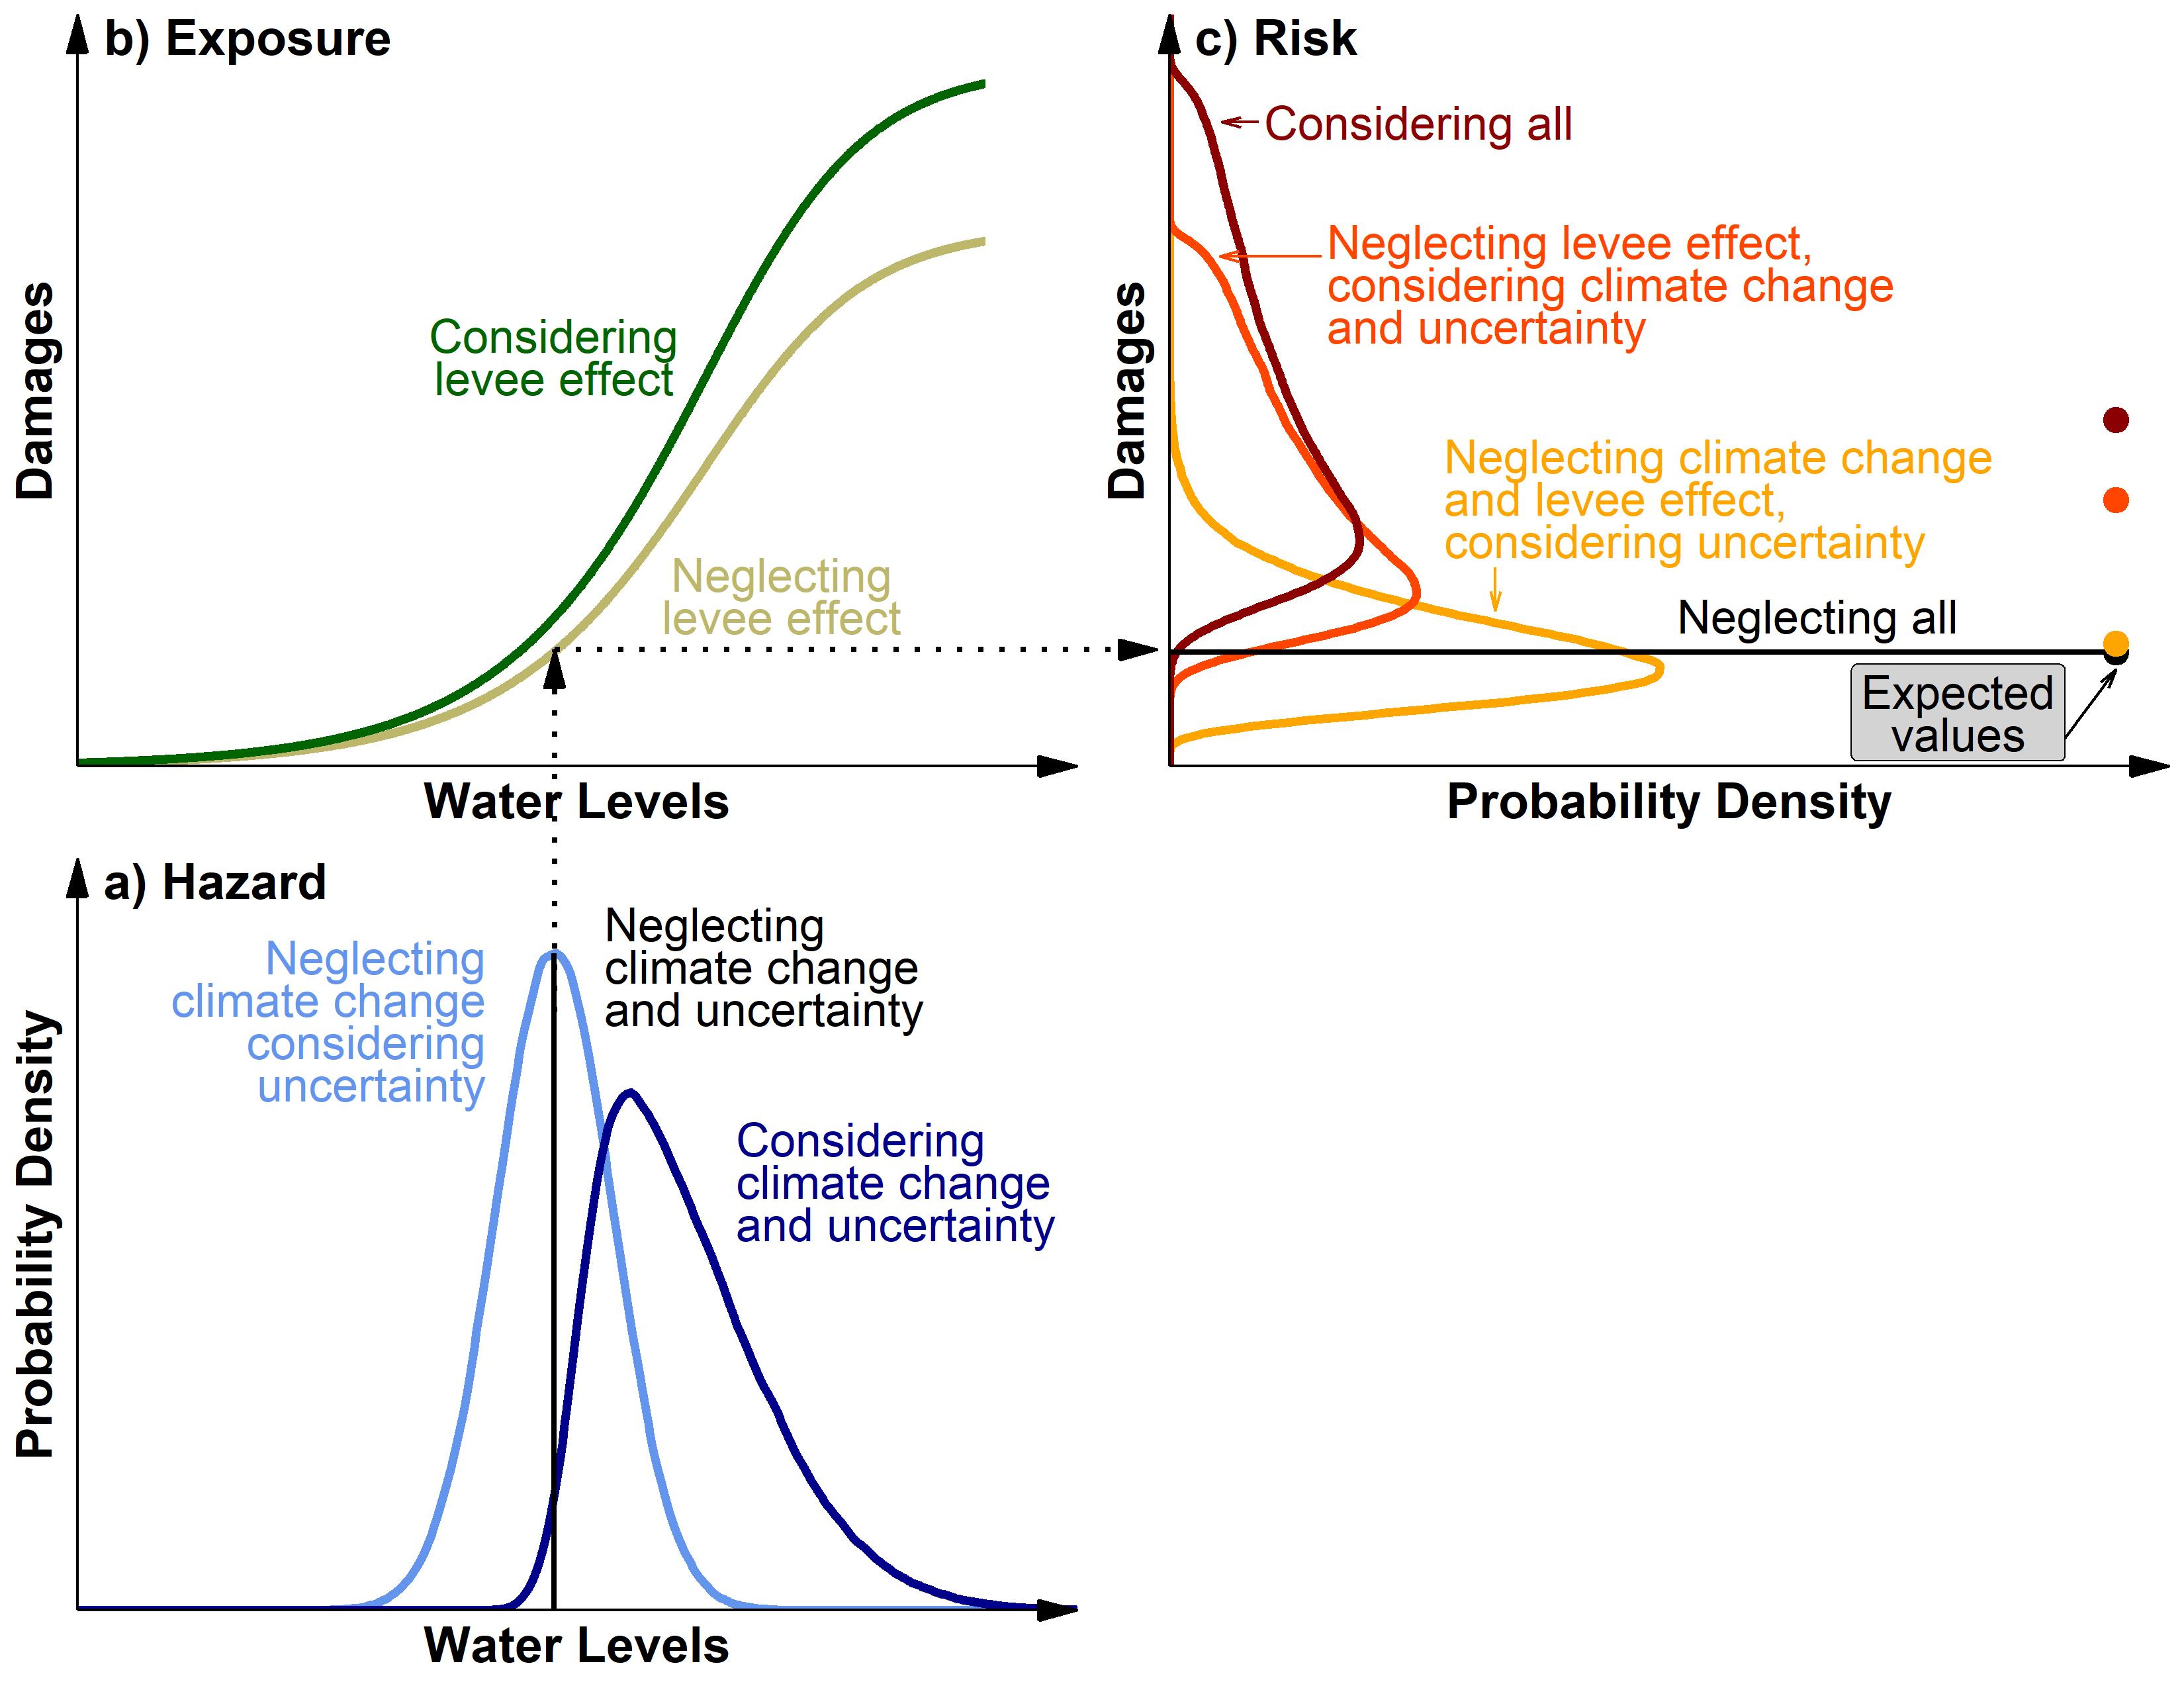 b) Exposure
Damages
Considering
levee effect
Neglecting
levee effect
Water Levels
c) Risk
Damages
Considering all
Neglecting levee effect,
considering climate change
and uncertainty
Neglecting climate change
and levee effect,
considering uncertainty
Neglecting all
Expected
values
Probability Density
a) Hazard
Probability Density
Neglecting
climate change
considering
uncertainty
Neglecting
climate change
and uncertainty
Considering
climate change
and uncertainty
Water Levels